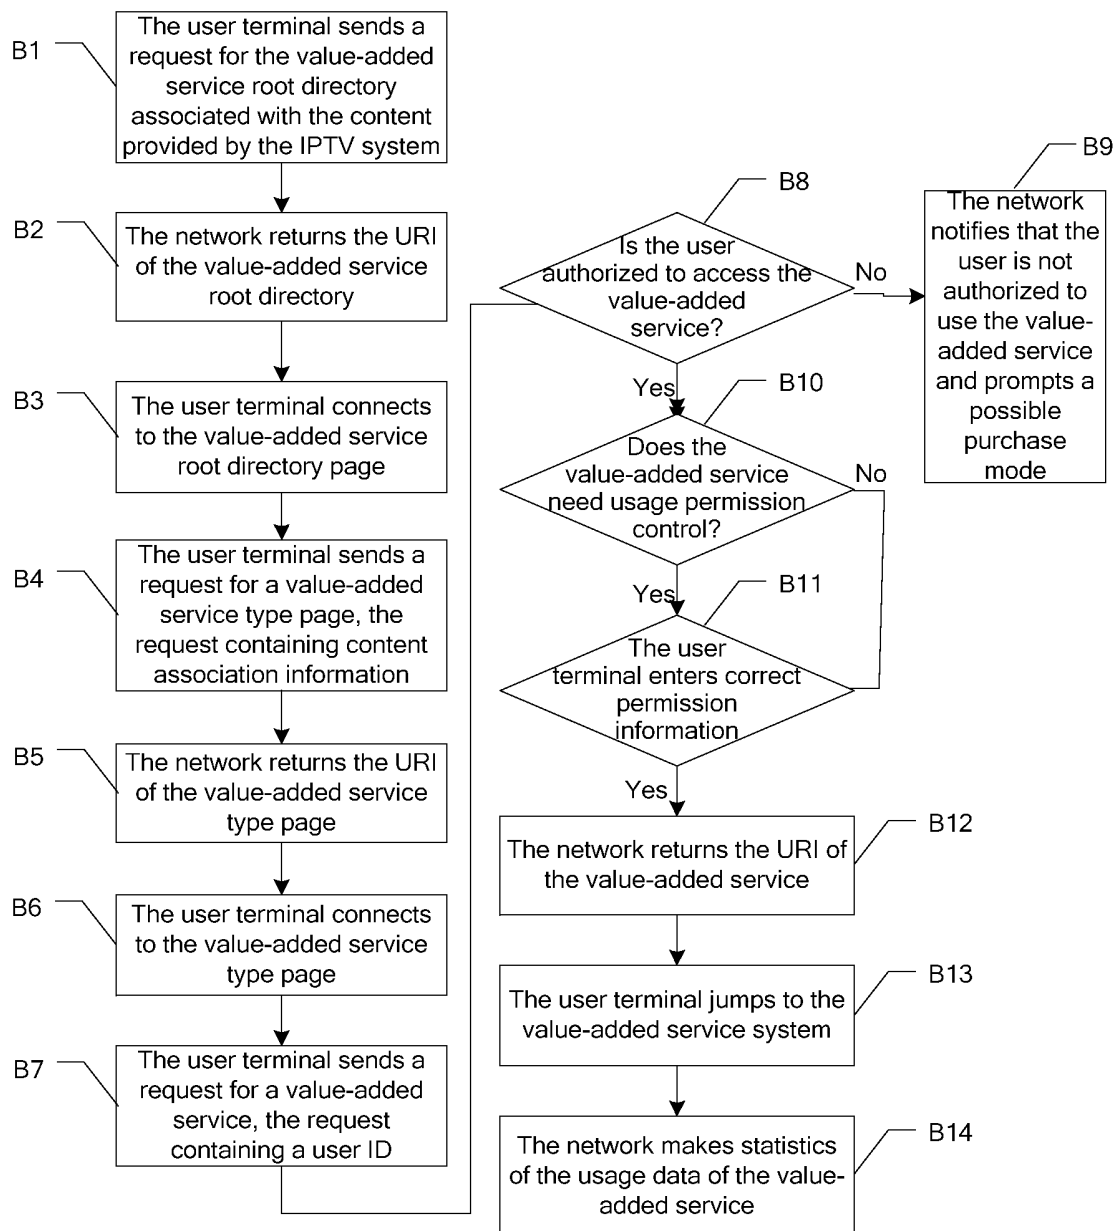 B1
The user terminal sends a
request for the value-added
service root directory
associated with the content
provided by the IPTV system
B2
The network returns the URI
of the value-added service
root directory
B3
The user terminal connects
to the value-added service
root directory page
B4
The user terminal sends a
request for a value-added
service type page, the
request containing content
association information
B5
The network returns the URI
of the value-added service
type page
B6
The user terminal connects
to the value-added service
type page
B7
The user terminal sends a
request for a value-added
service, the request
containing a user ID
B8
Is the user
authorized to access the
value-added
service?
No
Yes
B9
The network
notifies that the
user is not
authorized to
use the value-
added service
and prompts a
possible
purchase
mode
B10
Does the
value-added service
need usage permission
control?
No
Yes
B11
The user
terminal enters correct
permission
information
Yes
B12
The network returns the URI of
the value-added service
B13
The user terminal jumps to the
value-added service system
B14
The network makes statistics
of the usage data of the value-
added service